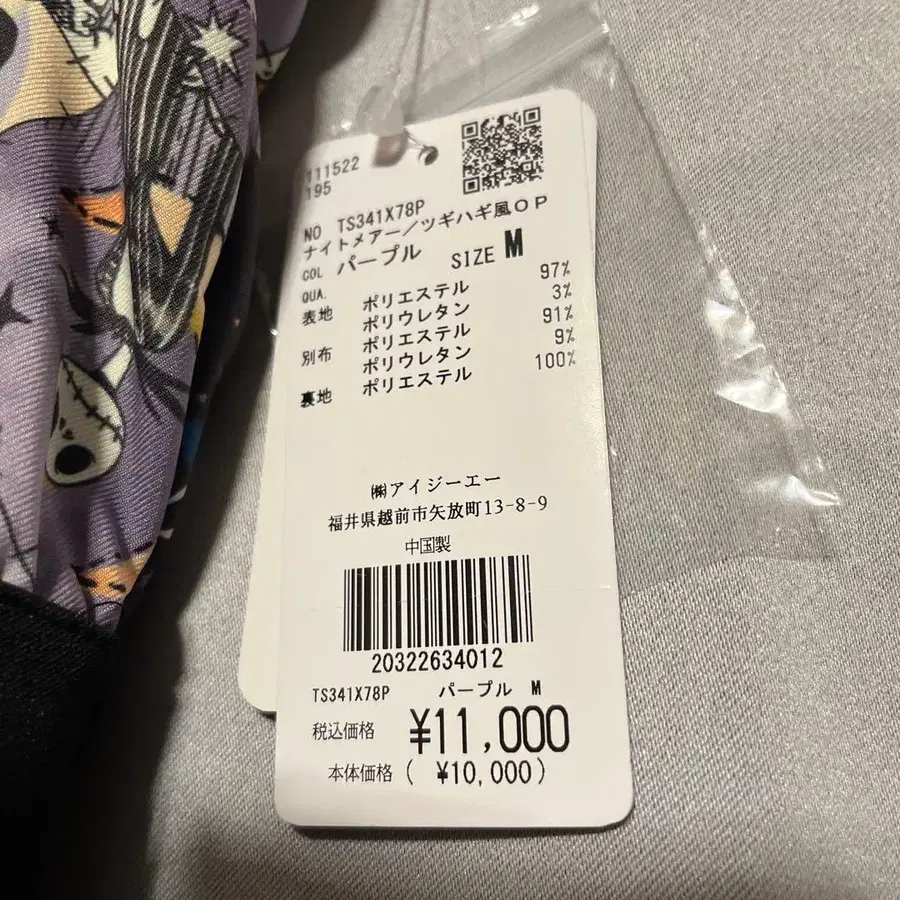 111522
195
NO TS341X78P
ナイトメアー/ツギハギ風OP
COL パープル SIZE M
QUA.
表地 ポリエステル 97%
ポリウレタン 3%
別布 ポリエステル 91%
ポリウレタン 9%
裏地 ポリエステル 100%
㈱アイジーエー
福井県越前市矢放町13-8-9
中国製
20322634012
TS341X78P パープル M
税込価格 ¥11,000
本体価格( ¥10,000)